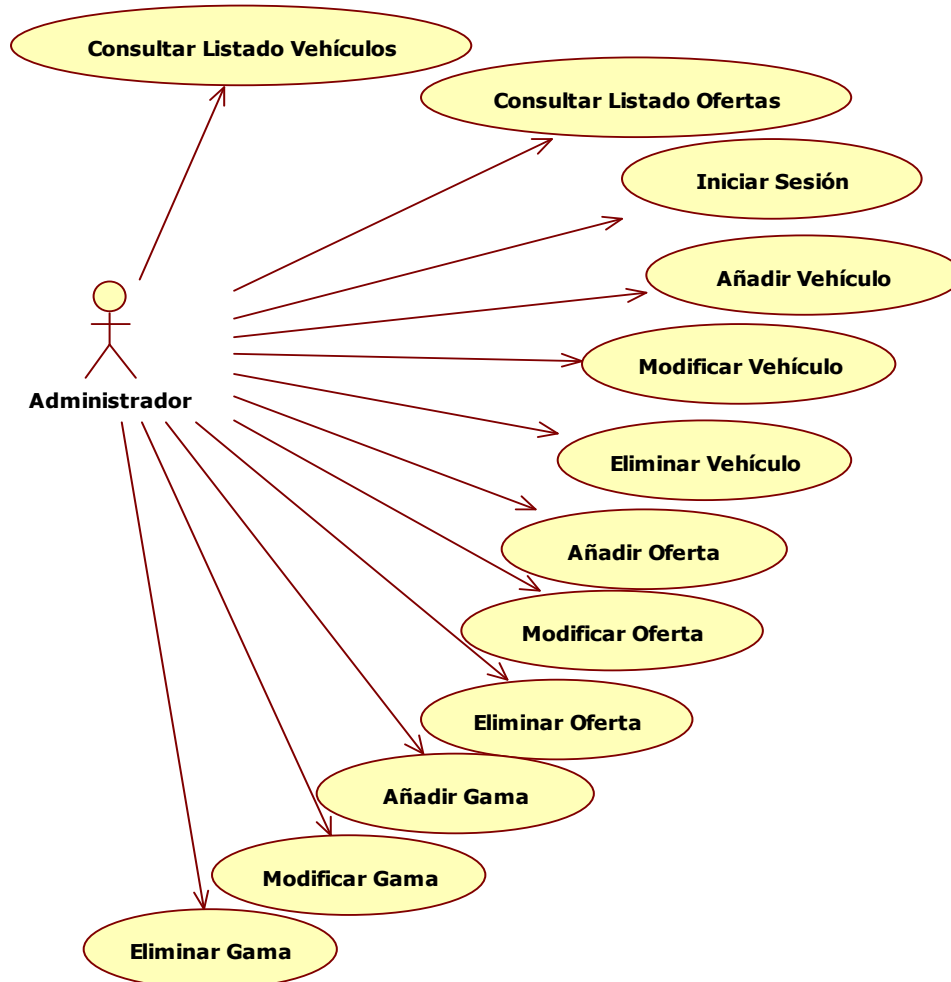 Consultar Listado Vehículos
Consultar Listado Ofertas
Iniciar Sesión
Añadir Vehículo
Modificar Vehículo
Administrador
Eliminar Vehículo
Añadir Oferta
Modificar Oferta
Eliminar Oferta
Añadir Gama
Modificar Gama
Eliminar Gama